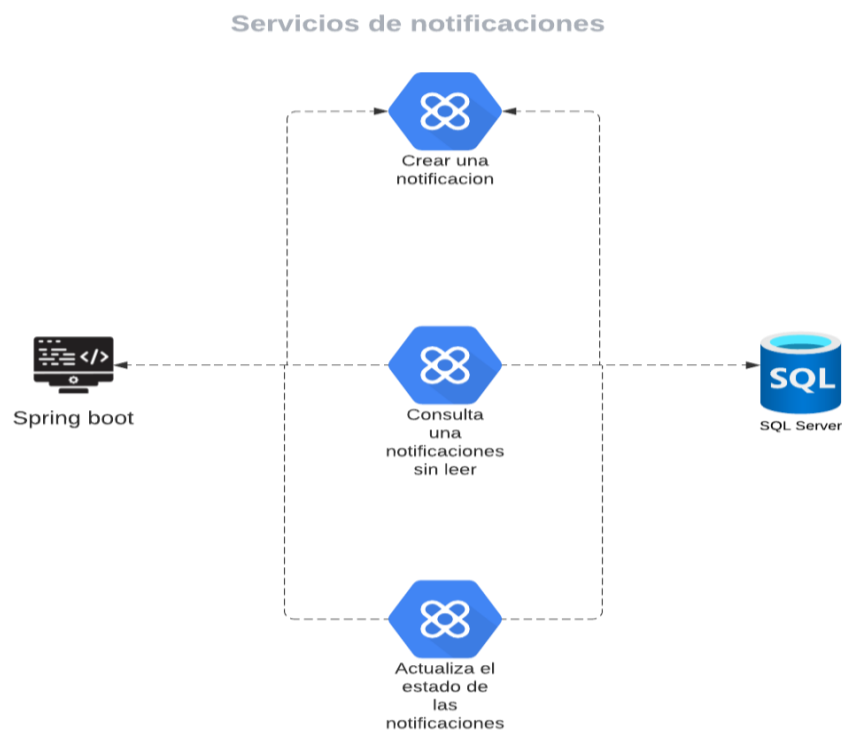 Servicios de notificaciones
Crear una
notificacion
</>
Spring boot
Consulta
una
notificaciones
sin leer
SQL
SQL Server
Actualiza el
estado de
las
notificaciones